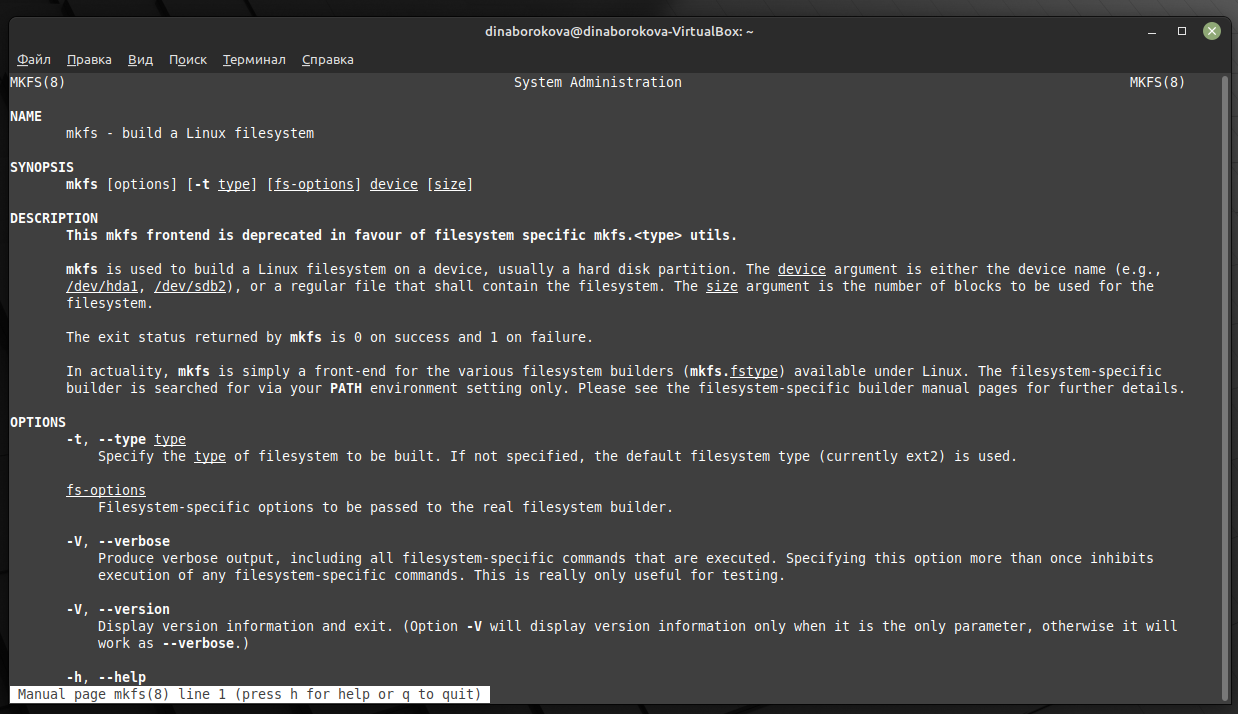 dinaborokova@dinaborokova-VirtualBox: ~
Файл Правка Вид Поиск Терминал Справка
MKFS(8) System Administration MKFS(8)
NAME
mkfs - build a Linux filesystem
SYNOPSIS
mkfs [options] [-t type] [fs-options] device [size]
DESCRIPTION
This mkfs frontend is deprecated in favour of filesystem specific mkfs.<type> utils.
mkfs is used to build a Linux filesystem on a device, usually a hard disk partition. The device argument is either the device name (e.g.,
/dev/hda1, /dev/sdb2), or a regular file that shall contain the filesystem. The size argument is the number of blocks to be used for the
filesystem.
The exit status returned by mkfs is 0 on success and 1 on failure.
In actuality, mkfs is simply a front-end for the various filesystem builders (mkfs.fstype) available under Linux. The filesystem-specific
builder is searched for via your PATH environment setting only. Please see the filesystem-specific builder manual pages for further details.
OPTIONS
-t, --type type
Specify the type of filesystem to be built. If not specified, the default filesystem type (currently ext2) is used.
fs-options
Filesystem-specific options to be passed to the real filesystem builder.
-V, --verbose
Produce verbose output, including all filesystem-specific commands that are executed. Specifying this option more than once inhibits
execution of any filesystem-specific commands. This is really only useful for testing.
-V, --version
Display version information and exit. (Option -V will display version information only when it is the only parameter, otherwise it will
work as --verbose.)
-h, --help
Manual page mkfs(8) line 1 (press h for help or q to quit)